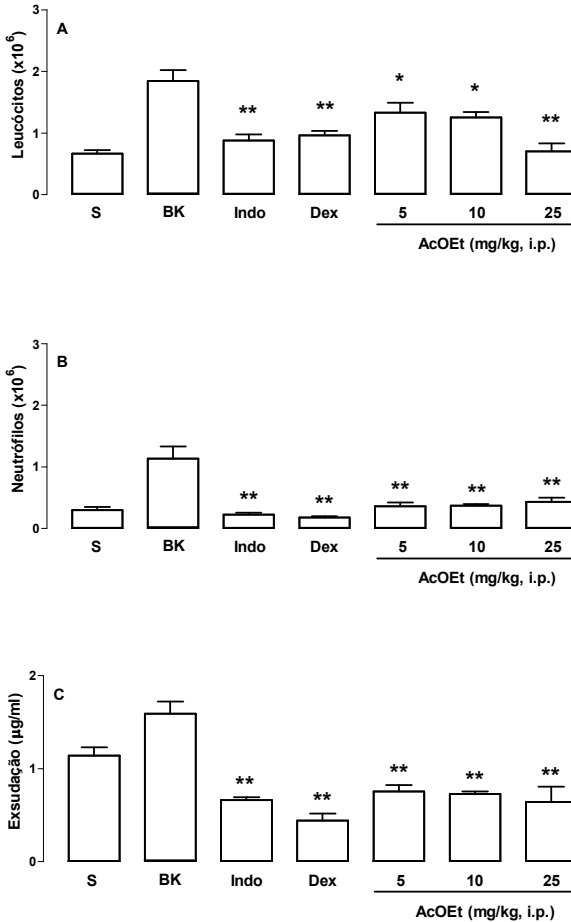 A
Leucócitos (x10⁶)
3
2
1
0
** ** * * **
S BK Indo Dex 5 10 25
AcOEt (mg/kg, i.p.)
B
Neutrófilos (x10⁶)
3
2
1
0
** ** ** ** **
S BK Indo Dex 5 10 25
AcOEt (mg/kg, i.p.)
C
Exsudação (µg/ml)
2
1
0
** ** ** ** **
S BK Indo Dex 5 10 25
AcOEt (mg/kg, i.p.)